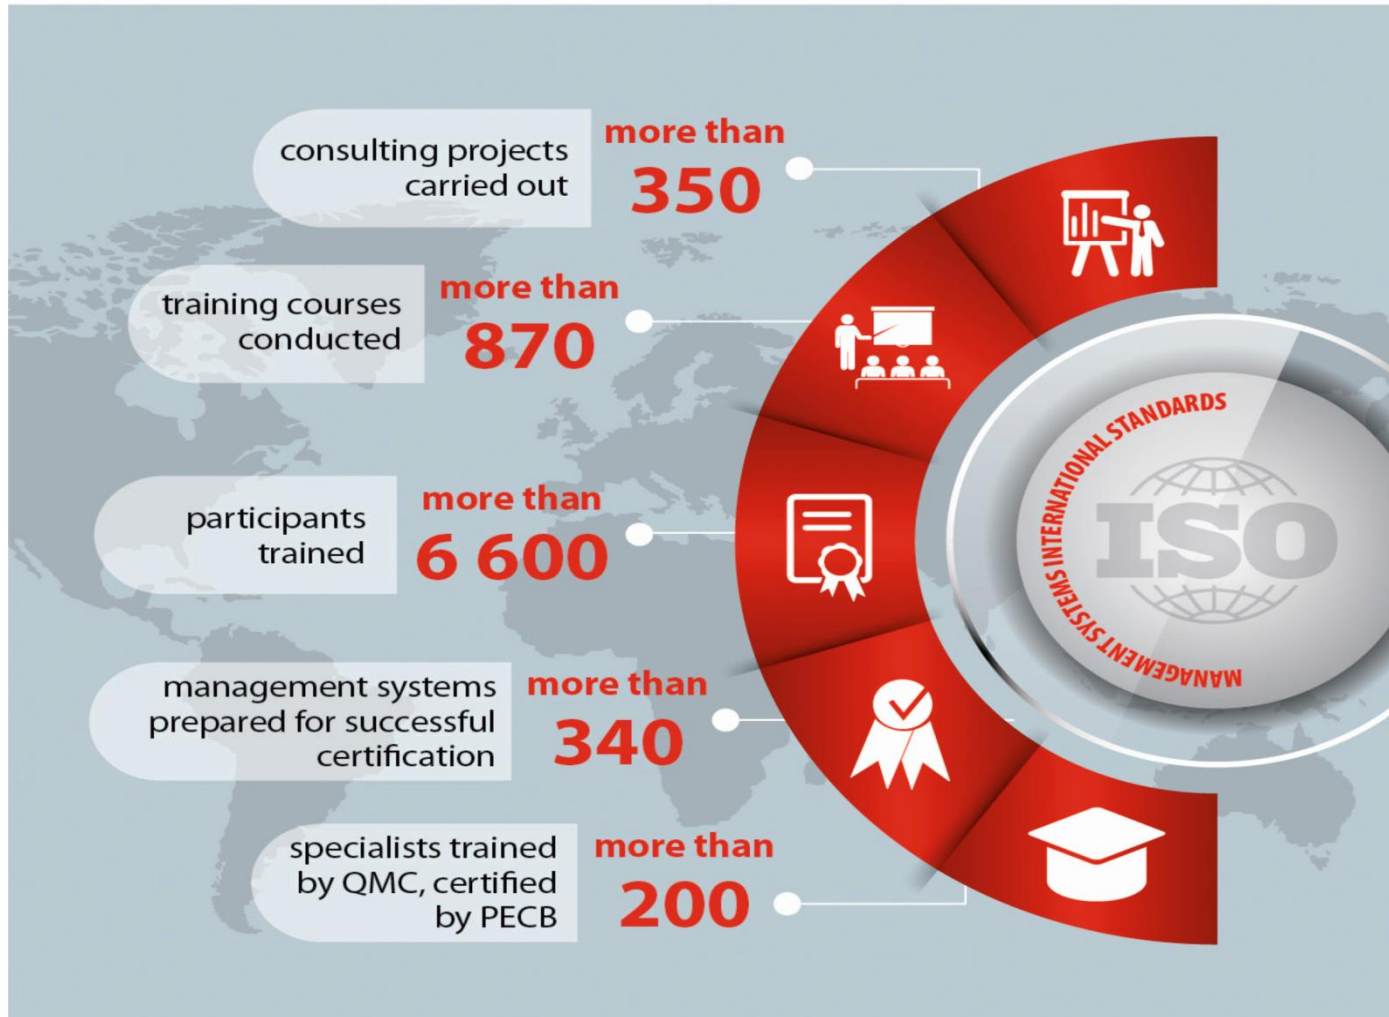 consulting projects
carried out
more than
350
training courses
conducted
more than
870
participants
trained
more than
6 600
management systems
prepared for successful
certification
more than
340
specialists trained
by QMC, certified
by PECB
more than
200
MANAGEMENT SYSTEMS INTERNATIONAL STANDARDS
ISO